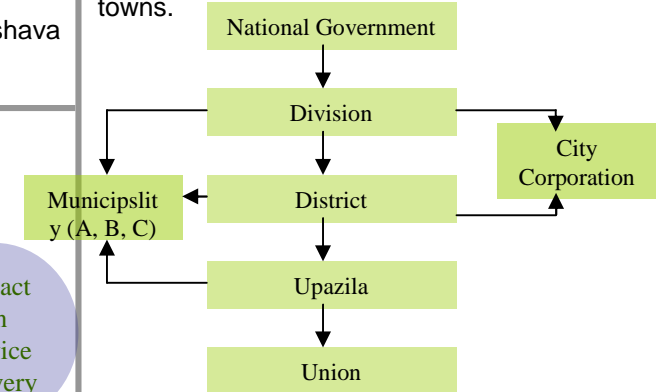 shava
towns.
National Government
Division
City
Corporation
Municipslit
y (A, B, C)
District
Upazila
Union
act
n
ice
very